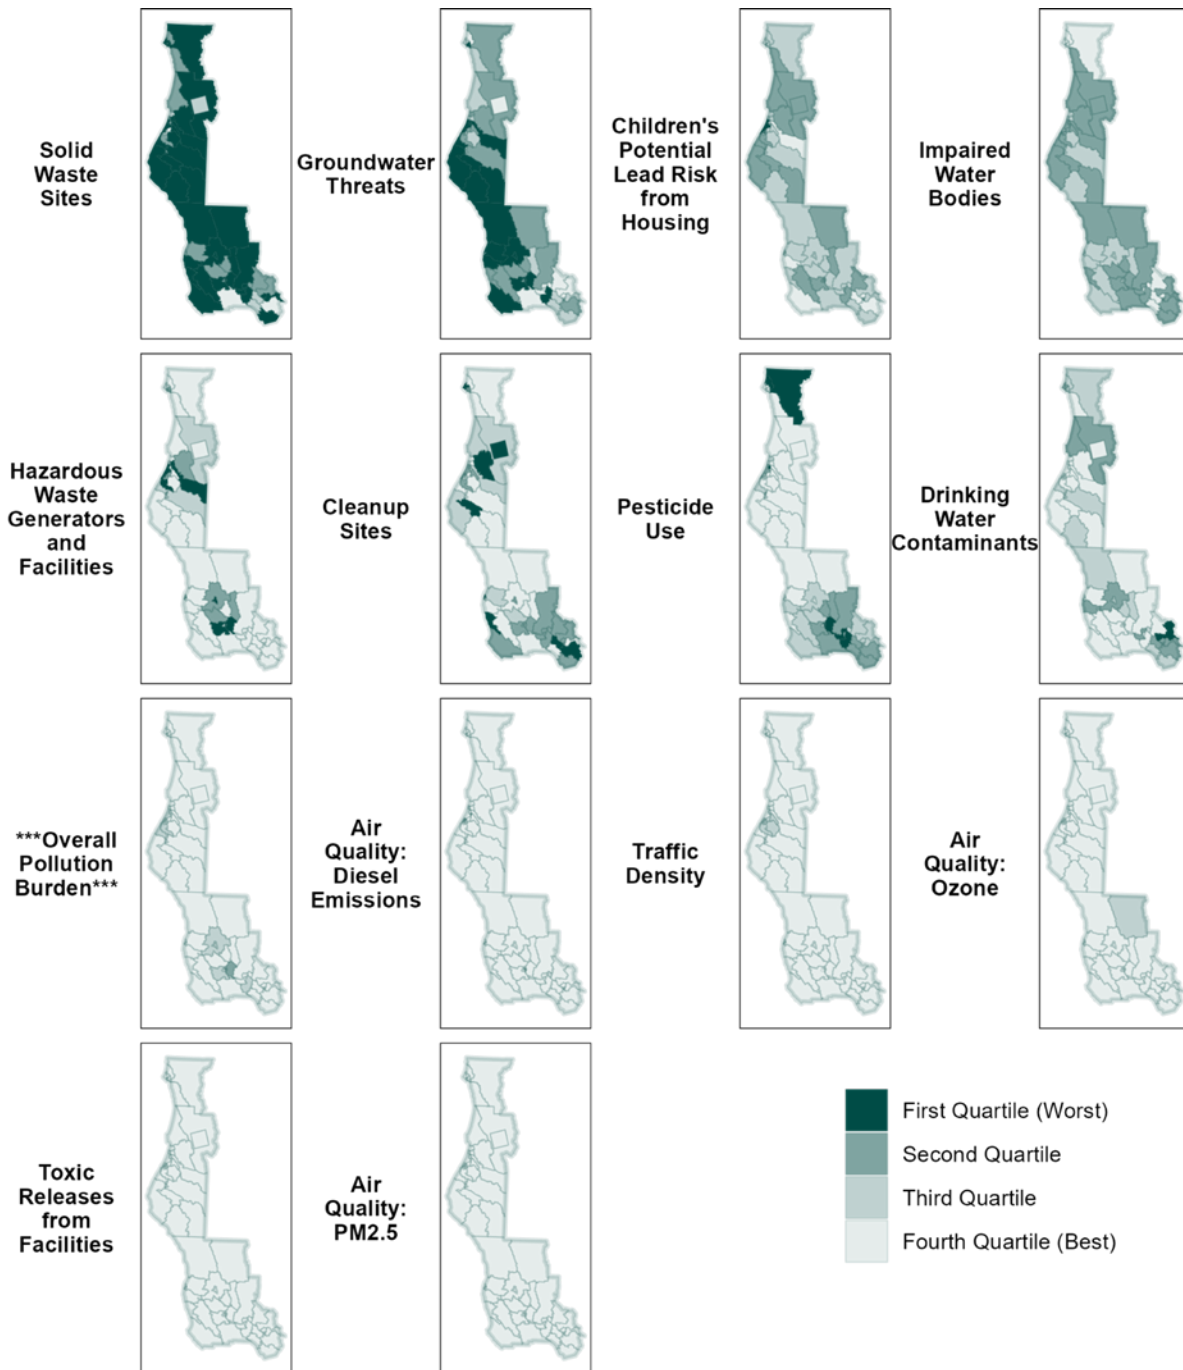 Solid
Waste
Sites
Groundwater
Threats
Children's
Potential
Lead Risk
from
Housing
Impaired
Water
Bodies
Hazardous
Waste
Generators
and
Facilities
Cleanup
Sites
Pesticide
Use
Drinking
Water
Contaminants
***Overall
Pollution
Burden***
Air
Quality:
Diesel
Emissions
Traffic
Density
Air
Quality:
Ozone
Toxic
Releases
from
Facilities
Air
Quality:
PM2.5
First Quartile (Worst)
Second Quartile
Third Quartile
Fourth Quartile (Best)